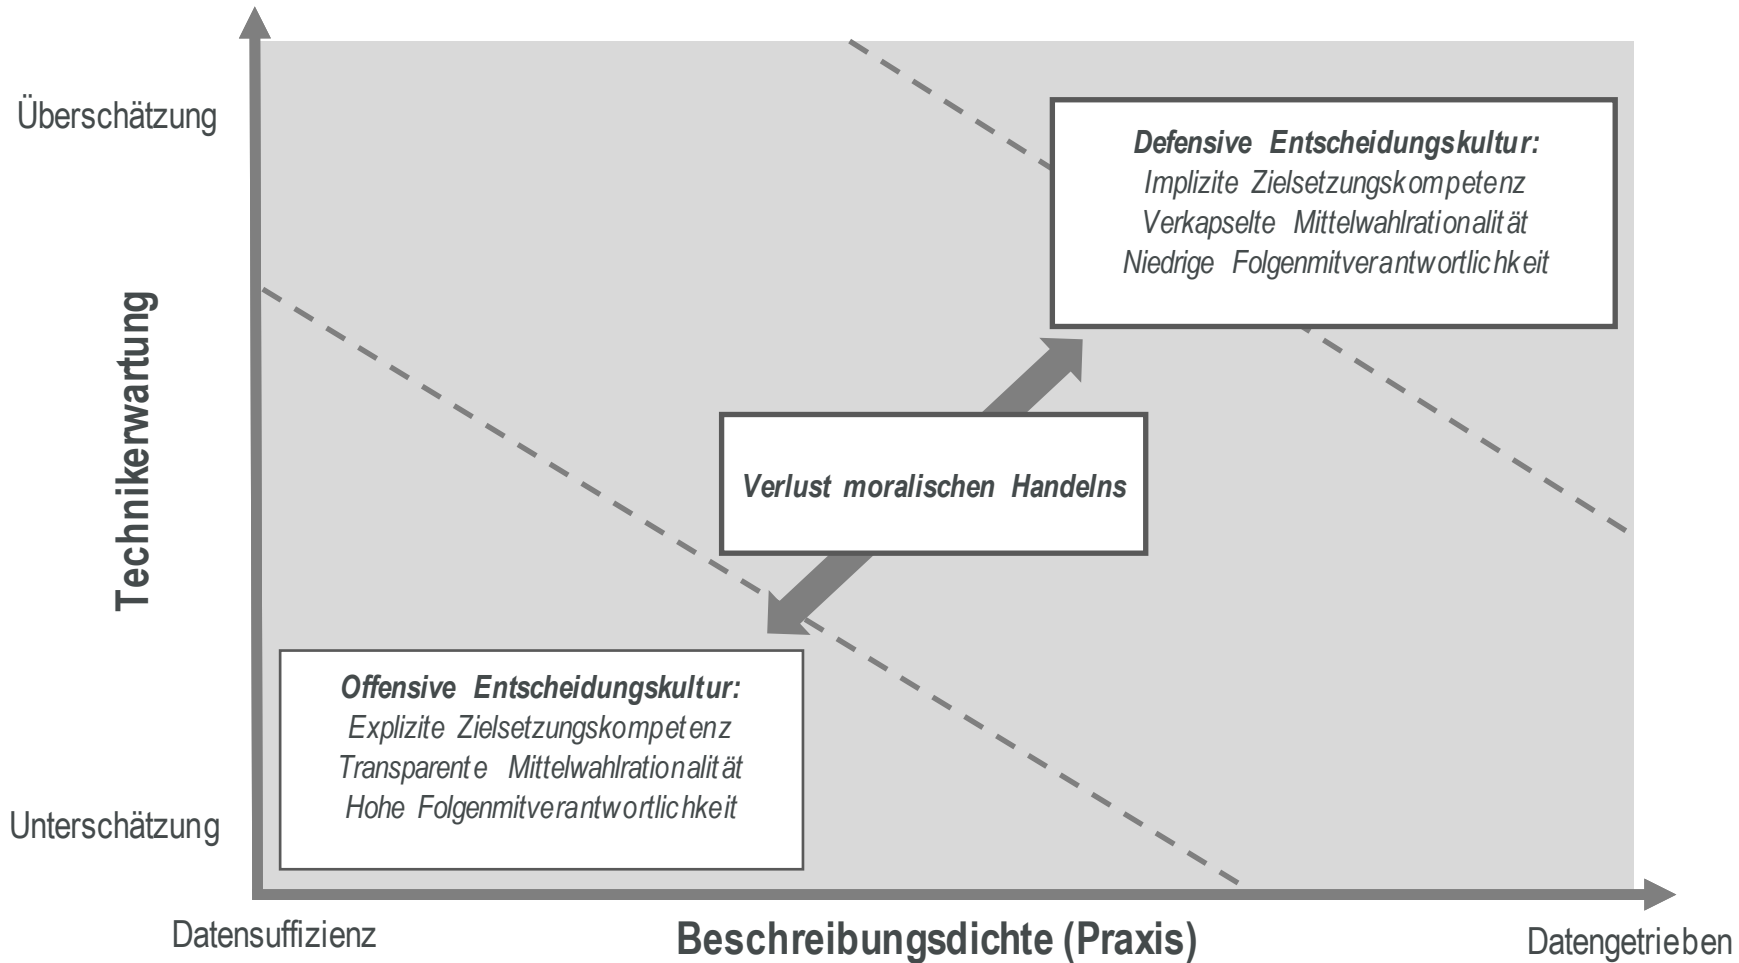 Überschätzung
Defensive Entscheidungskultur:
Implizite Zielsetzungskompetenz
Verkapselte Mittelwahlrationalität
Niedrige Folgenmitverantwortlichkeit
Technikerwartung
Verlust moralischen Handelns
Offensive Entscheidungskultur:
Explizite Zielsetzungskompetenz
Transparente Mittelwahlrationalität
Hohe Folgenmitverantwortlichkeit
Unterschätzung
Datensuffizienz
Beschreibungsdichte (Praxis)
Datengetrieben